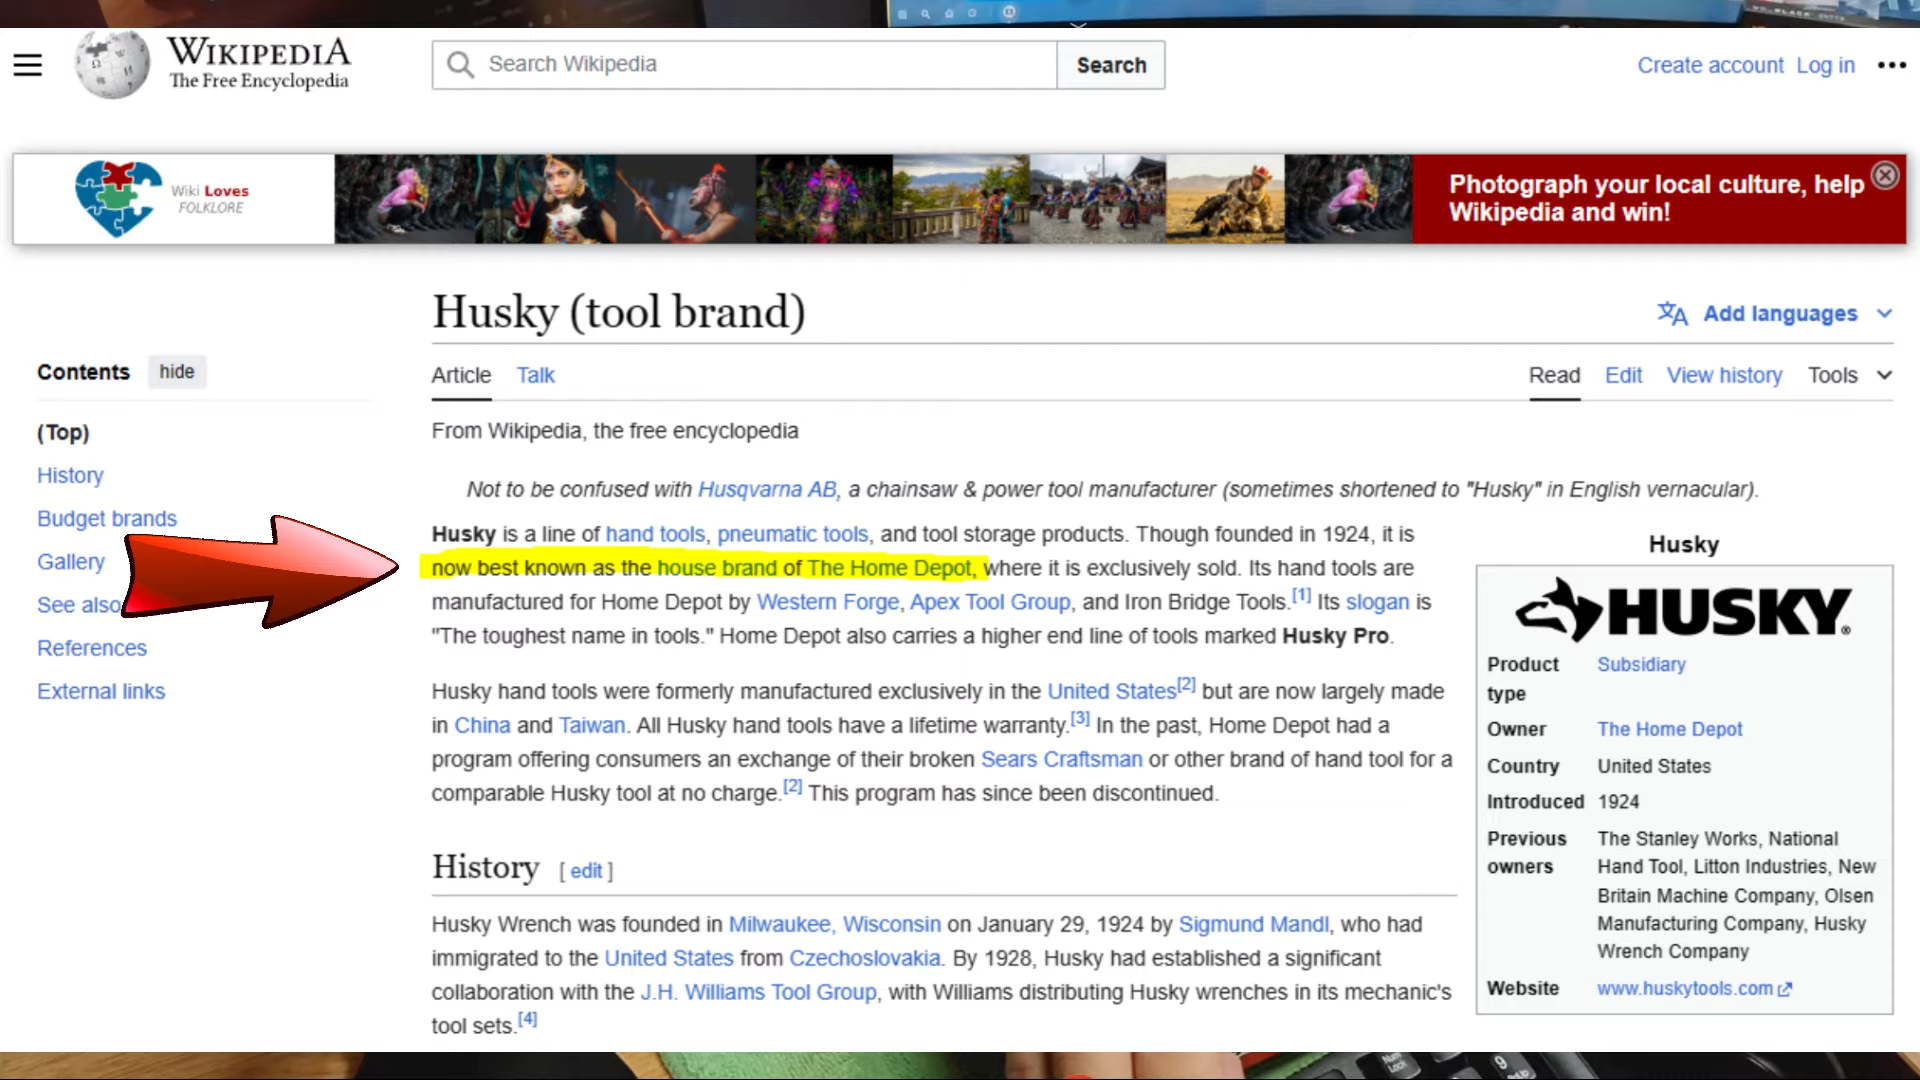 WIKIPEDIA
The Free Encyclopedia
Search Wikipedia
Search
Create account Log in
Wiki Loves
FOLKLORE
Photograph your local culture, help
Wikipedia and win!
Husky (tool brand)
Add languages
Contents hide
Article Talk
Read Edit View history Tools
(Top)
History
Budget brands
Gallery
See also
References
External links
From Wikipedia, the free encyclopedia
Not to be confused with Husqvarna AB, a chainsaw & power tool manufacturer (sometimes shortened to "Husky" in English vernacular).
Husky is a line of hand tools, pneumatic tools, and tool storage products. Though founded in 1924, it is
now best known as the house brand of The Home Depot, where it is exclusively sold. Its hand tools are
manufactured for Home Depot by Western Forge, Apex Tool Group, and Iron Bridge Tools.[1] Its slogan is
"The toughest name in tools." Home Depot also carries a higher end line of tools marked Husky Pro.
Husky hand tools were formerly manufactured exclusively in the United States[2] but are now largely made
in China and Taiwan. All Husky hand tools have a lifetime warranty.[3] In the past, Home Depot had a
program offering consumers an exchange of their broken Sears Craftsman or other brand of hand tool for a
comparable Husky tool at no charge.[2] This program has since been discontinued.
History [ edit ]
Husky Wrench was founded in Milwaukee, Wisconsin on January 29, 1924 by Sigmund Mandl, who had
immigrated to the United States from Czechoslovakia. By 1928, Husky had established a significant
collaboration with the J.H. Williams Tool Group, with Williams distributing Husky wrenches in its mechanic's
tool sets.[4]
Husky
HUSKY®
Product type Subsidiary
Owner The Home Depot
Country United States
Introduced 1924
Previous owners The Stanley Works, National
Hand Tool, Litton Industries, New
Britain Machine Company, Olsen
Manufacturing Company, Husky
Wrench Company
Website www.huskytools.com
Num
Lock
9